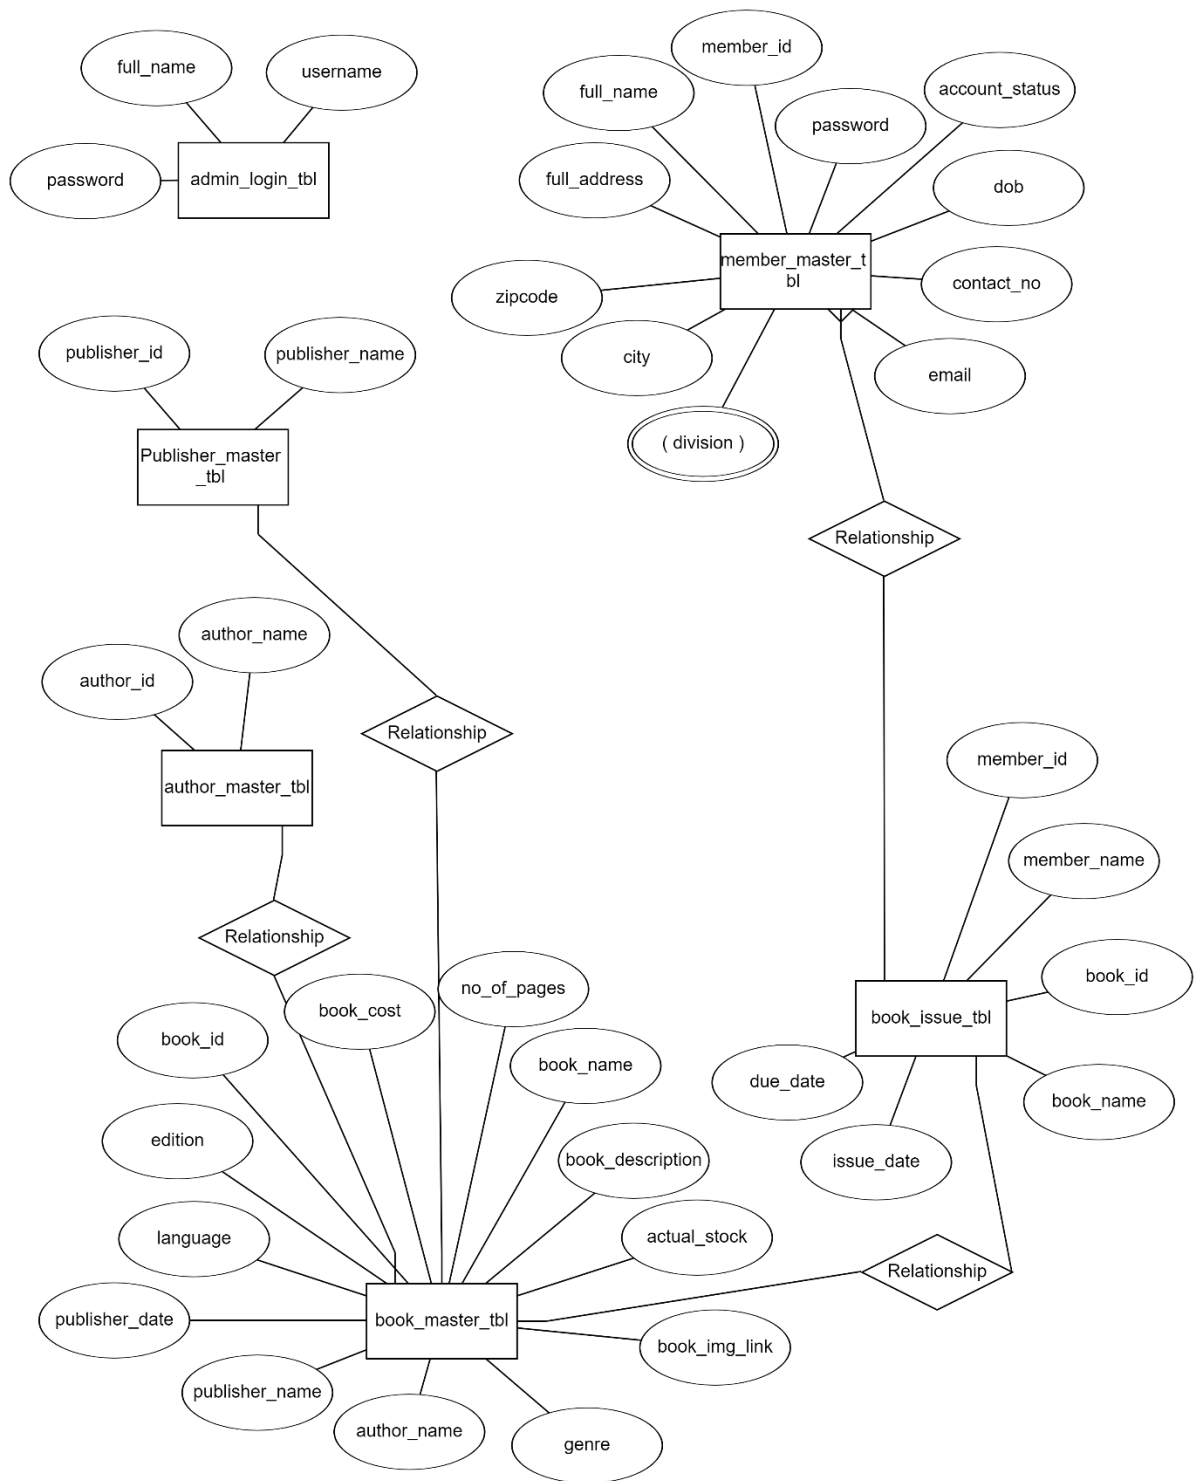 member_id
full_name
username
full_name
account_status
password
password
admin_login_tbl
full_address
dob
member_master_t
bl
zipcode
contact_no
publisher_id
publisher_name
city
email
( division )
Publisher_master
_tbl
Relationship
author_name
author_id
Relationship
author_master_tbl
member_id
member_name
Relationship
book_id
no_of_pages
book_cost
book_issue_tbl
book_id
book_name
due_date
book_name
edition
book_description
issue_date
language
actual_stock
Relationship
publisher_date
book_master_tbl
book_img_link
publisher_name
author_name
genre